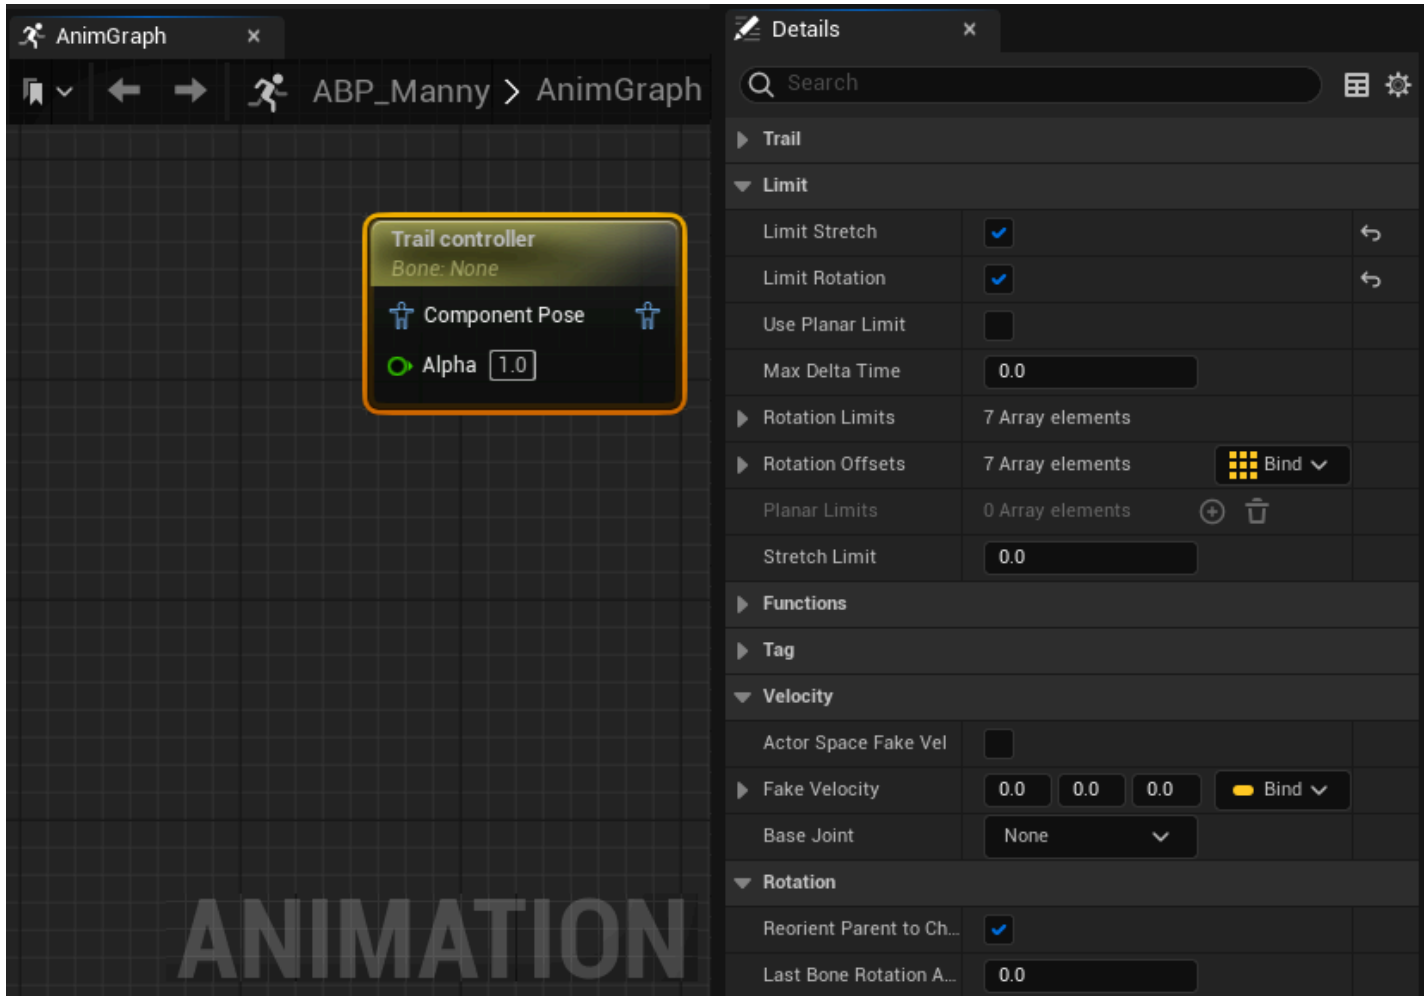 AnimGraph
ABP_Manny > AnimGraph
Trail controller
Bone: None
Component Pose
Alpha 1.0
ANIMATION
Details
Search
Trail
Limit
Limit Stretch
Limit Rotation
Use Planar Limit
Max Delta Time 0.0
Rotation Limits 7 Array elements
Rotation Offsets 7 Array elements Bind
Planar Limits 0 Array elements
Stretch Limit 0.0
Functions
Tag
Velocity
Actor Space Fake Vel
Fake Velocity 0.0 0.0 0.0 Bind
Base Joint None
Rotation
Reorient Parent to Ch...
Last Bone Rotation A... 0.0